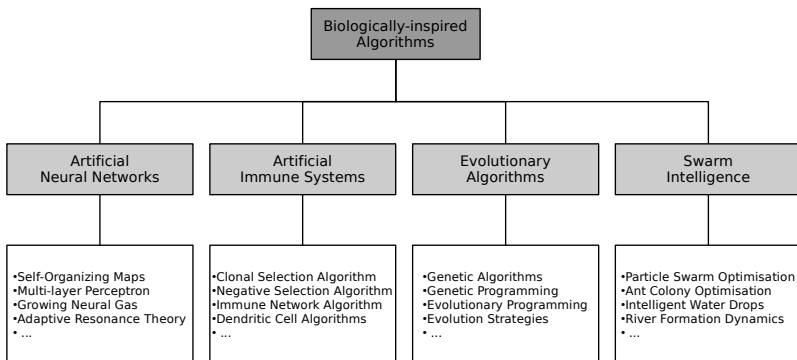 Biologically-inspired
Algorithms
Artificial
Neural Networks
Artificial
Immune Systems
Evolutionary
Algorithms
Swarm
Intelligence
•Self-Organizing Maps
•Multi-layer Perceptron
•Growing Neural Gas
•Adaptive Resonance Theory
• ...
•Clonal Selection Algorithm
•Negative Selection Algorithm
•Immune Network Algorithm
•Dendritic Cell Algorithms
• ...
•Genetic Algorithms
•Genetic Programming
•Evolutionary Programming
•Evolution Strategies
• ...
•Particle Swarm Optimisation
•Ant Colony Optimisation
•Intelligent Water Drops
•River Formation Dynamics
• ...